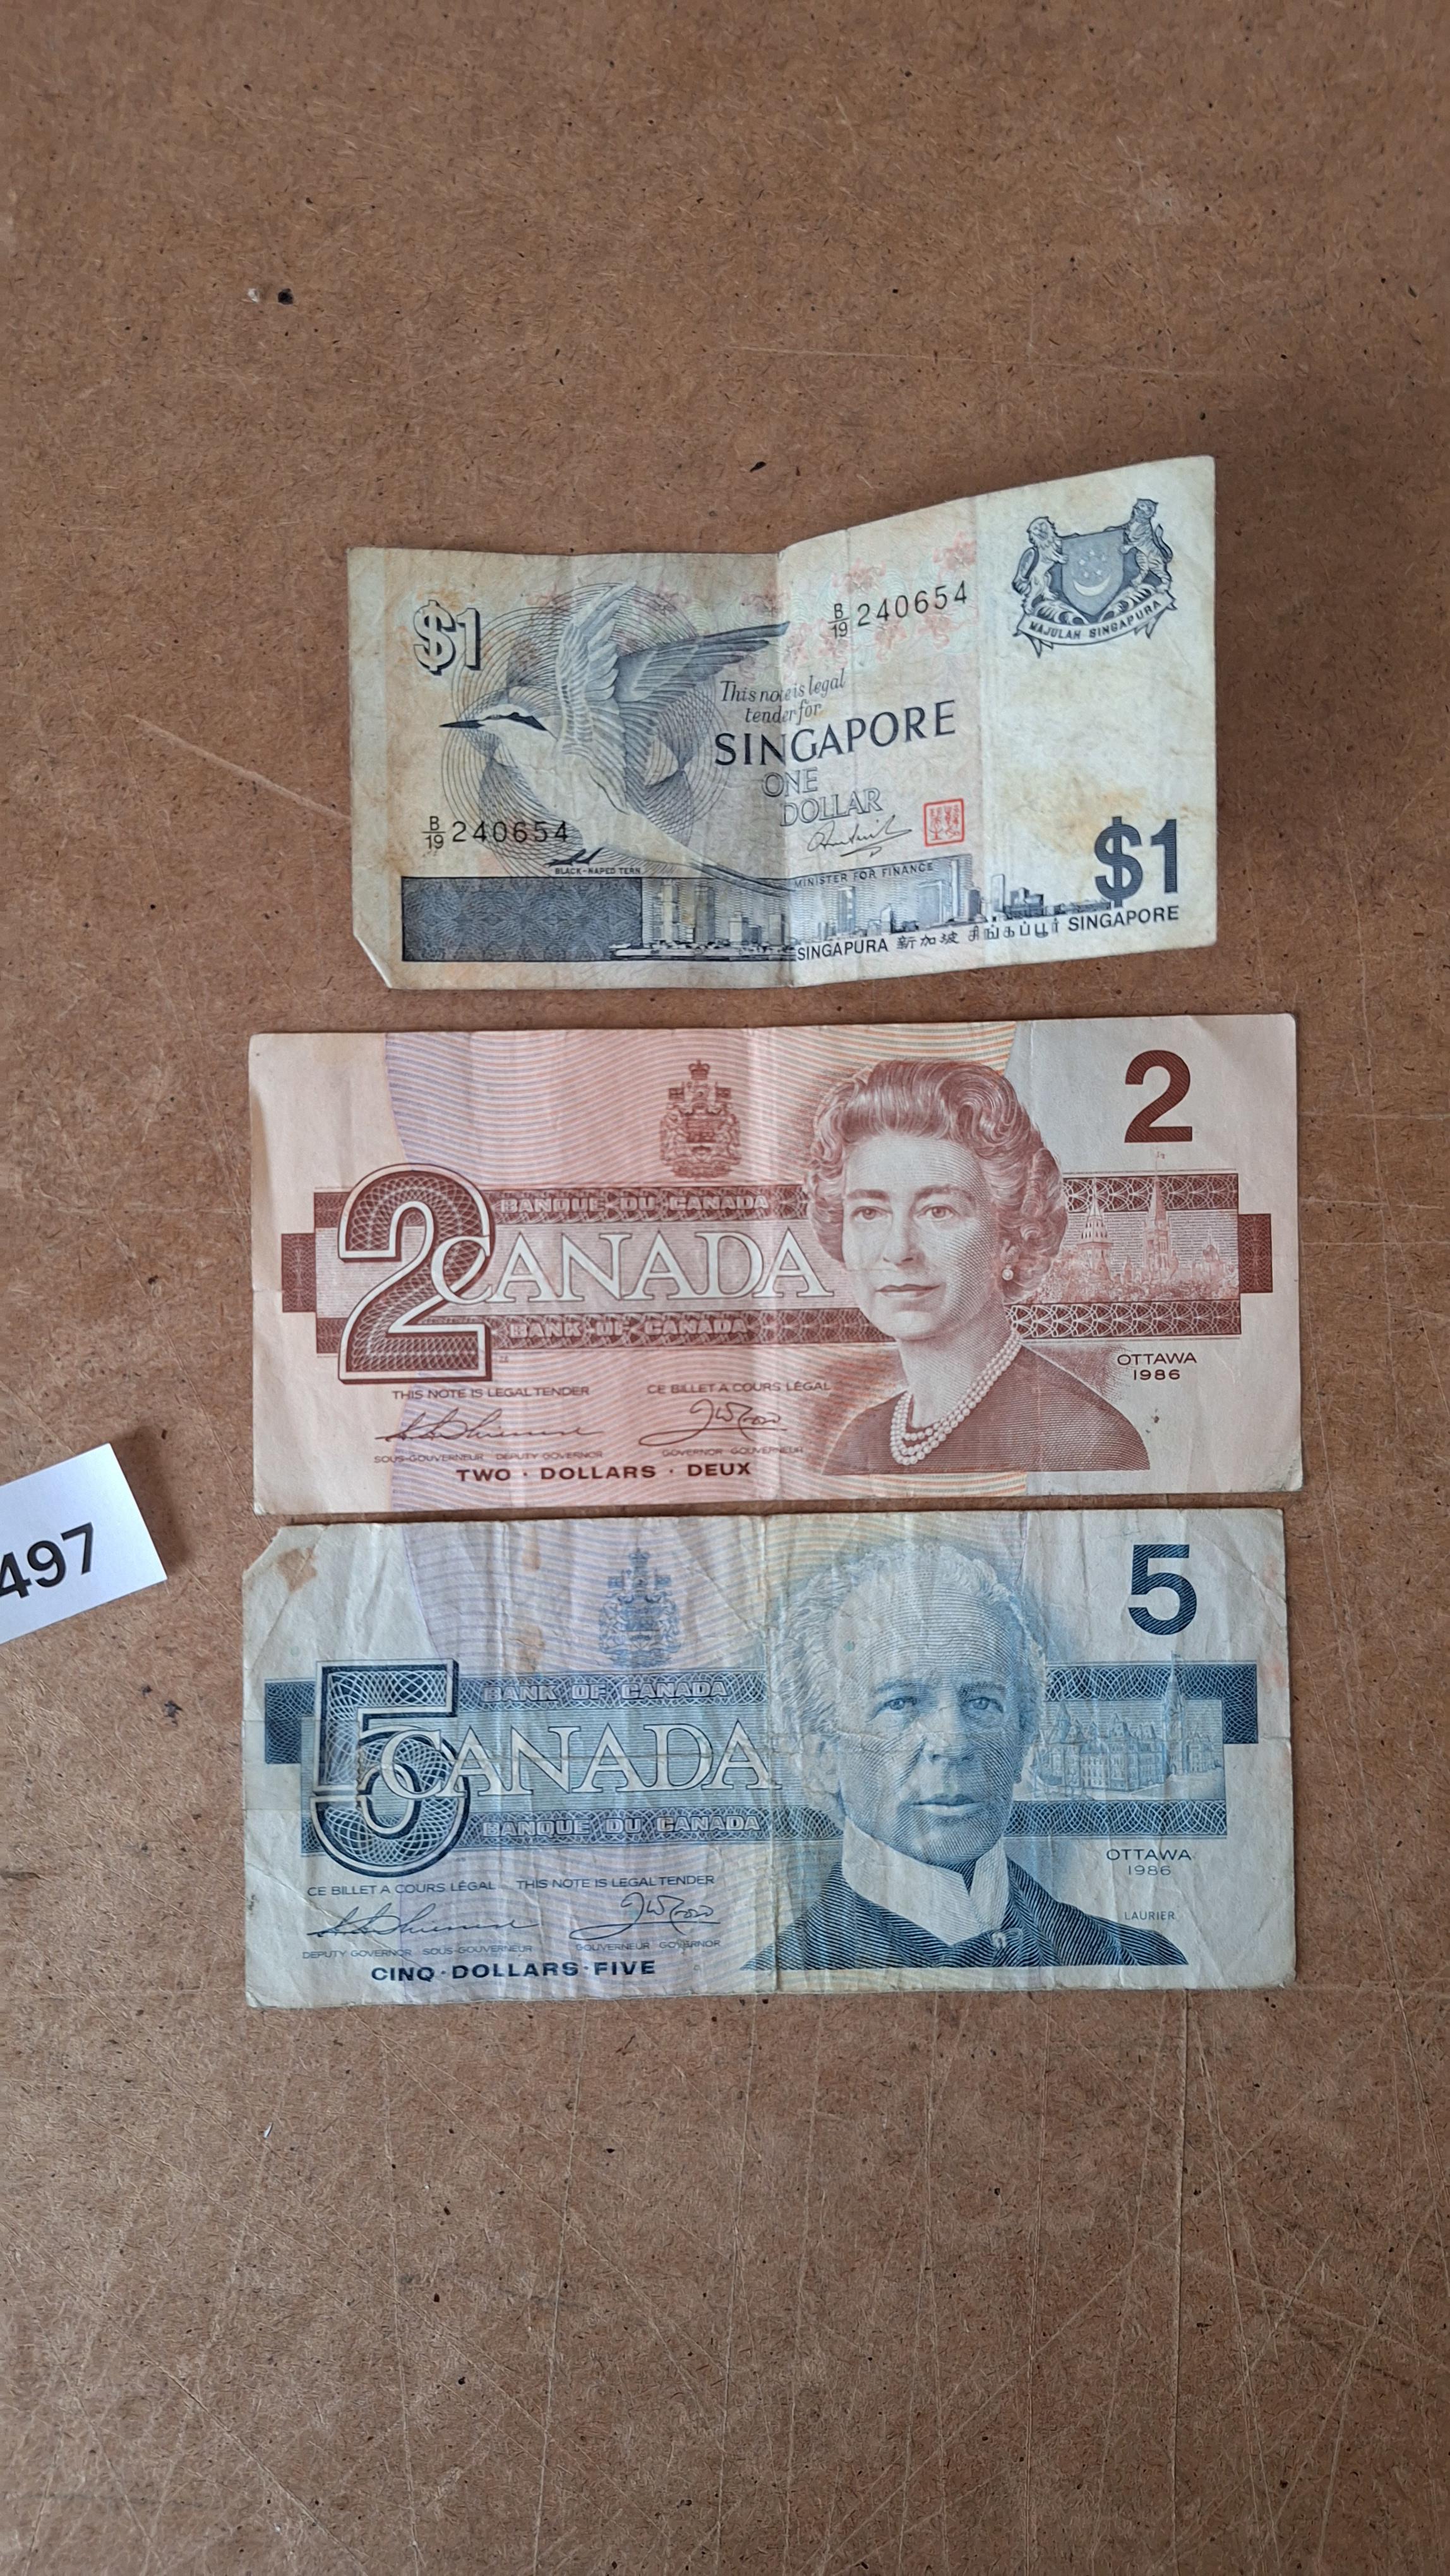 $1
B/19 240654
MAJULAH SINGAPURA
This note is legal
tender for
SINGAPORE
ONE
DOLLAR
B/19 240654
BLACK-NAPED TERN
MINISTER FOR FINANCE
$1
SINGAPURA 新加坡 சிங்கப்பூர் SINGAPORE
2
BANQUE DU CANADA
2 CANADA
BANK OF CANADA
OTTAWA
1986
THIS NOTE IS LEGAL TENDER CE BILLET A COURS LÉGAL
SOUS-GOUVERNEUR DEPUTY GOVERNOR GOVERNOR GOUVERNEUR
TWO · DOLLARS · DEUX
497
5
BANK OF CANADA
5 CANADA
BANQUE DU CANADA
OTTAWA
1986
CE BILLET A COURS LÉGAL THIS NOTE IS LEGAL TENDER
LAURIER
DEPUTY GOVERNOR SOUS-GOUVERNEUR GOUVERNEUR GOVERNOR
CINQ · DOLLARS · FIVE